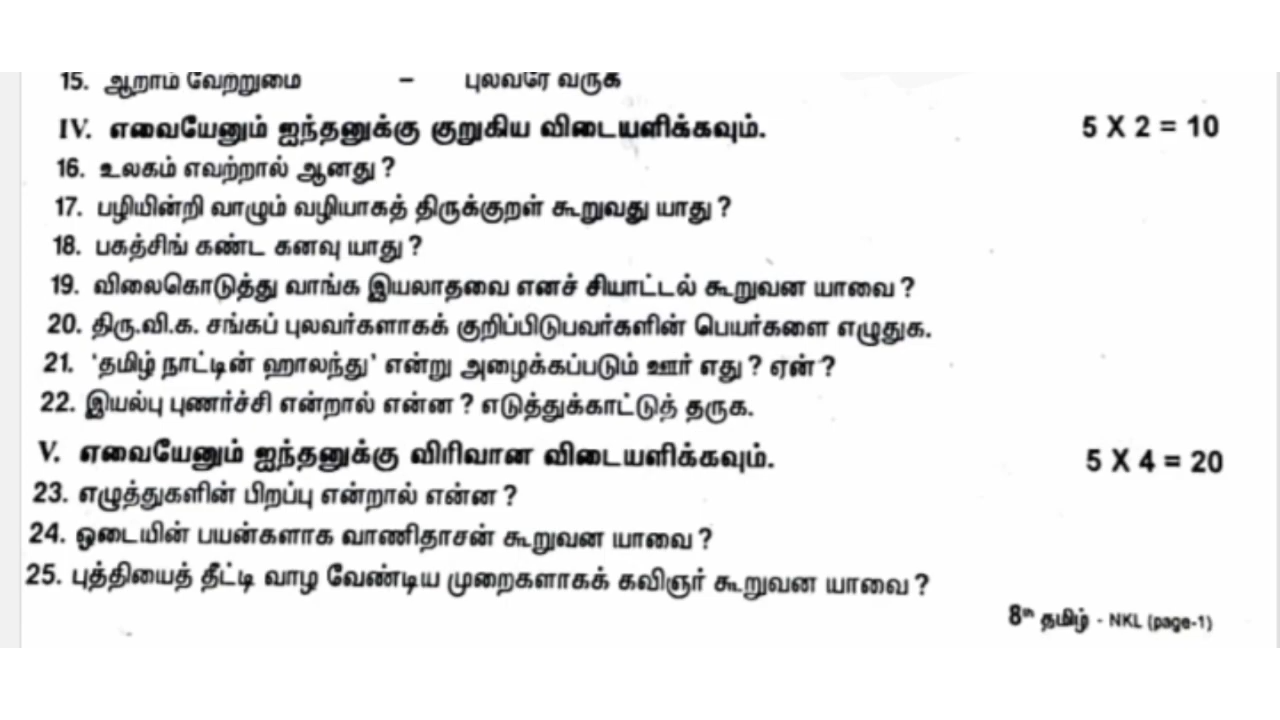 15. ஆறாம் வேற்றுமை – புலவரே வருக
IV. எவையேனும் ஐந்தனுக்கு குறுகிய விடையளிக்கவும். 5 X 2 = 10
16. உலகம் எவற்றால் ஆனது ?
17. பழியின்றி வாழும் வழியாகத் திருக்குறள் கூறுவது யாது ?
18. பகத்சிங் கண்ட கனவு யாது ?
19. விலைகொடுத்து வாங்க இயலாதவை எனச் சியாட்டல் கூறுவன யாவை ?
20. திரு.வி.க. சங்கப் புலவர்களாகக் குறிப்பிடுபவர்களின் பெயர்களை எழுதுக.
21. 'தமிழ் நாட்டின் ஹாலந்து' என்று அழைக்கப்படும் ஊர் எது ? ஏன் ?
22. இயல்பு புணர்ச்சி என்றால் என்ன ? எடுத்துக்காட்டுத் தருக.
V. எவையேனும் ஐந்தனுக்கு விரிவான விடையளிக்கவும். 5 X 4 = 20
23. எழுத்துகளின் பிறப்பு என்றால் என்ன ?
24. ஓடையின் பயன்களாக வாணிதாசன் கூறுவன யாவை ?
25. புத்தியைத் தீட்டி வாழ வேண்டிய முறைகளாகக் கவிஞர் கூறுவன யாவை ?
8th தமிழ் - NKL (page-1)